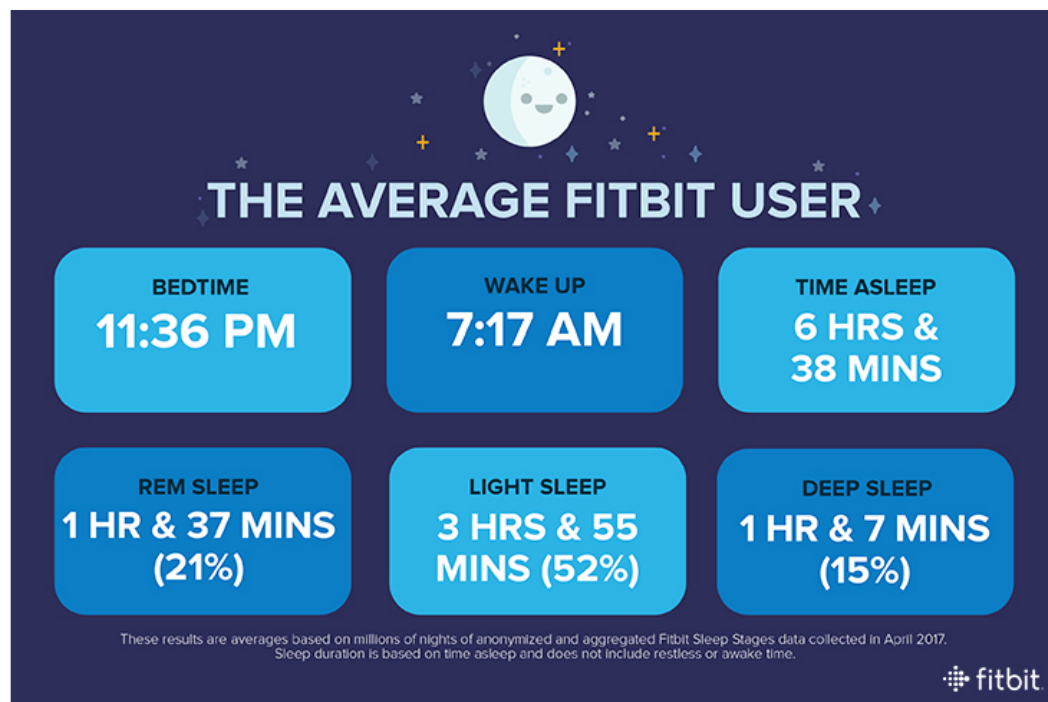 THE AVERAGE FITBIT USER
BEDTIME
11:36 PM
WAKE UP
7:17 AM
TIME ASLEEP
6 HRS &
38 MINS
REM SLEEP
1 HR & 37 MINS
(21%)
LIGHT SLEEP
3 HRS & 55
MINS (52%)
DEEP SLEEP
1 HR & 7 MINS
(15%)
These results are averages based on millions of nights of anonymized and aggregated Fitbit Sleep Stages data collected in April 2017.
Sleep duration is based on time asleep and does not include restless or awake time.
fitbit